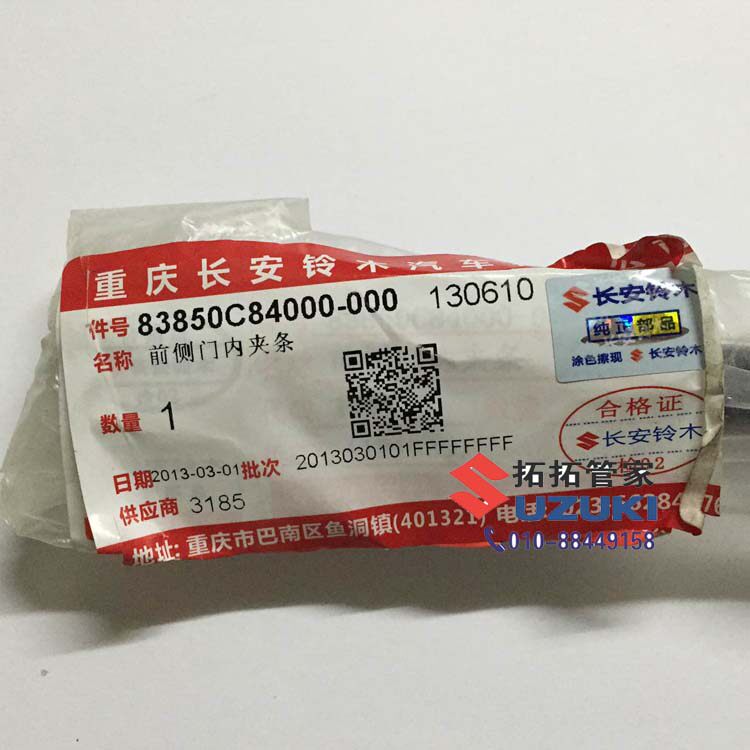 重庆长安铃木汽车
件号 83850C84000-000 130610
名称 前侧门内夹条
数量 1
日期 2013-03-01 批次 2013030101FFFFFFFF
供应商 3185
地址: 重庆市巴南区鱼洞镇(401321) 电话
长安铃木
纯正部品
涂色擦现 长安铃木
合格证
长安铃木
拓拓管家
SUZUKI
010-88449158